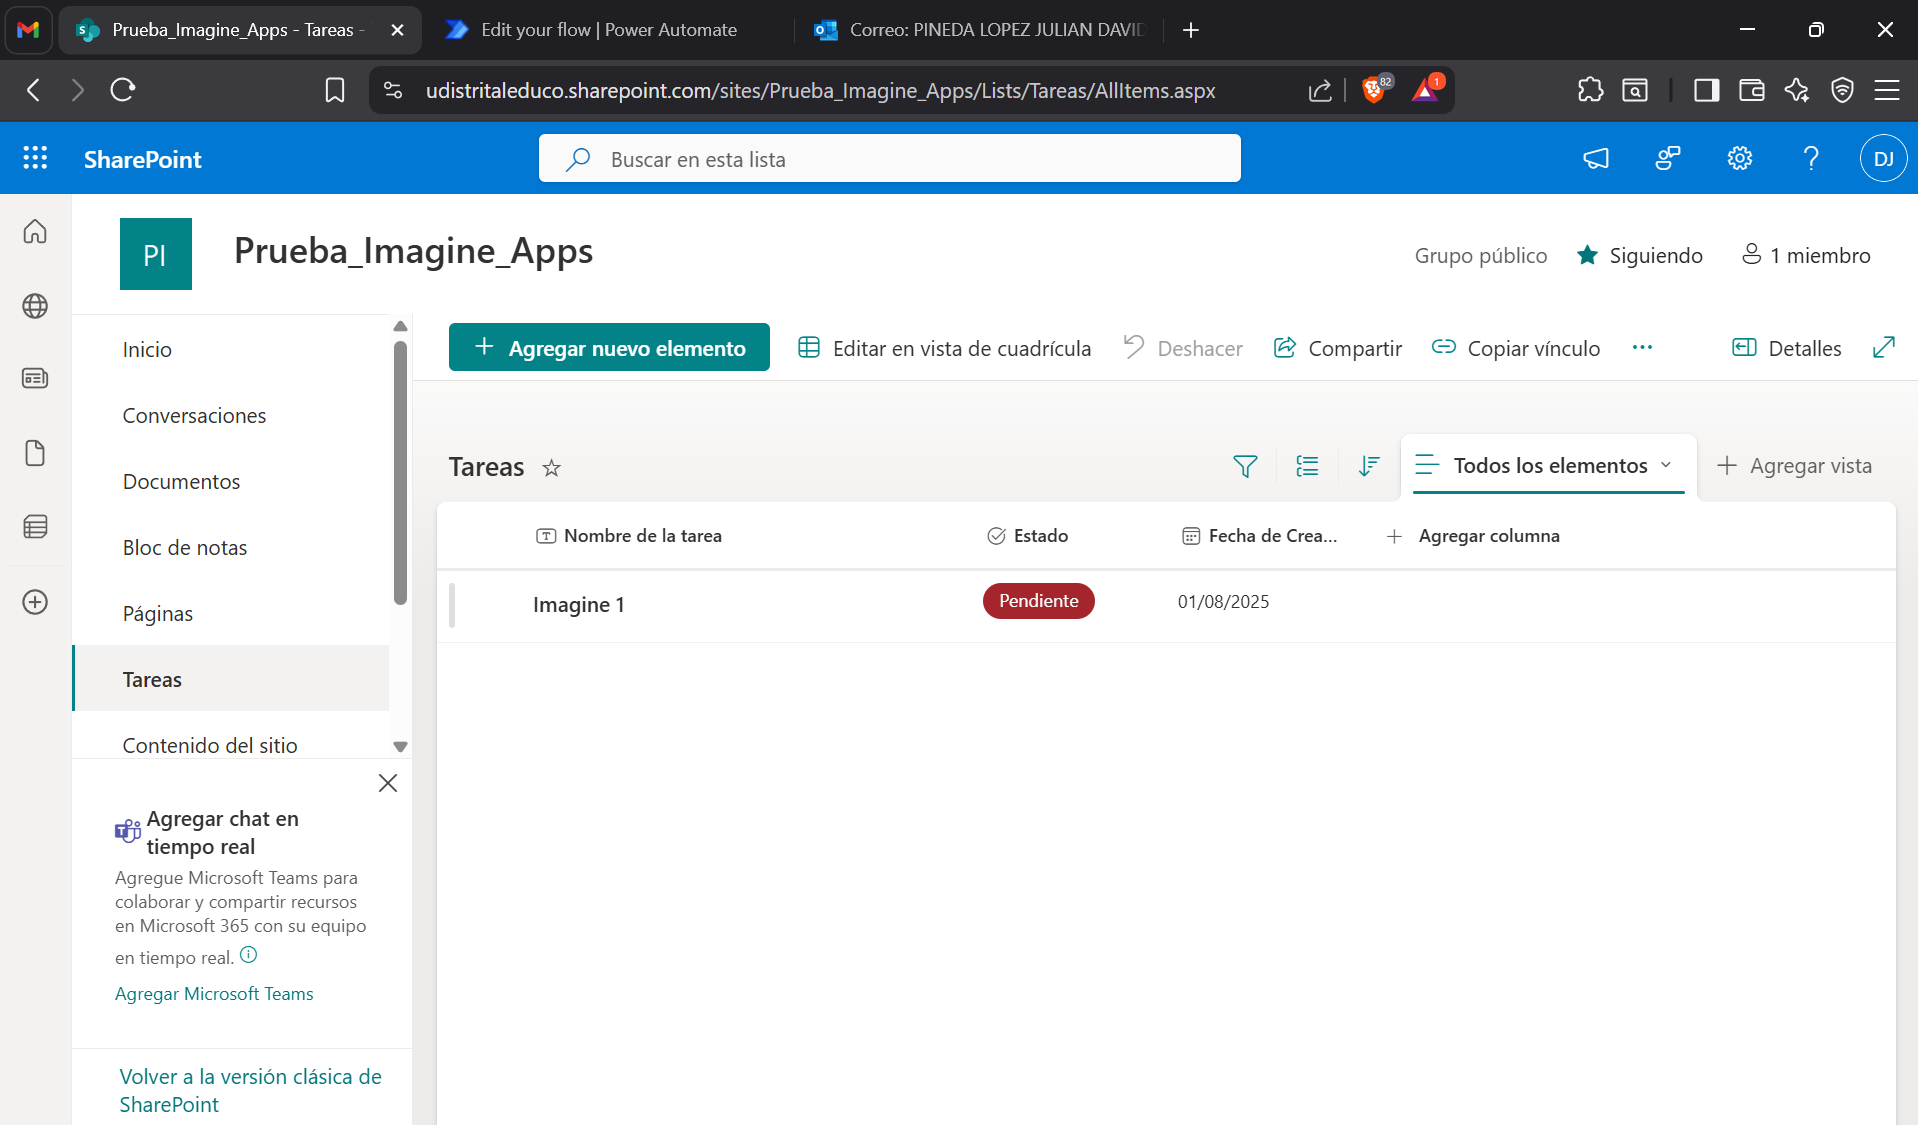 Prueba_Imagine_Apps - Tareas -
Edit your flow | Power Automate
Correo: PINEDA LOPEZ JULIAN DAVID
udistritaleduco.sharepoint.com/sites/Prueba_Imagine_Apps/Lists/Tareas/AllItems.aspx
82
1
SharePoint
Buscar en esta lista
DJ
PI
Prueba_Imagine_Apps
Grupo público
Siguiendo
1 miembro
Inicio
Conversaciones
Documentos
Bloc de notas
Páginas
Tareas
Contenido del sitio
Agregar nuevo elemento
Editar en vista de cuadrícula
Deshacer
Compartir
Copiar vínculo
Detalles
Tareas
Todos los elementos
Agregar vista
Nombre de la tarea
Estado
Fecha de Crea...
Agregar columna
Imagine 1
Pendiente
01/08/2025
Agregar chat en
tiempo real
Agregue Microsoft Teams para
colaborar y compartir recursos
en Microsoft 365 con su equipo
en tiempo real.
Agregar Microsoft Teams
Volver a la versión clásica de
SharePoint